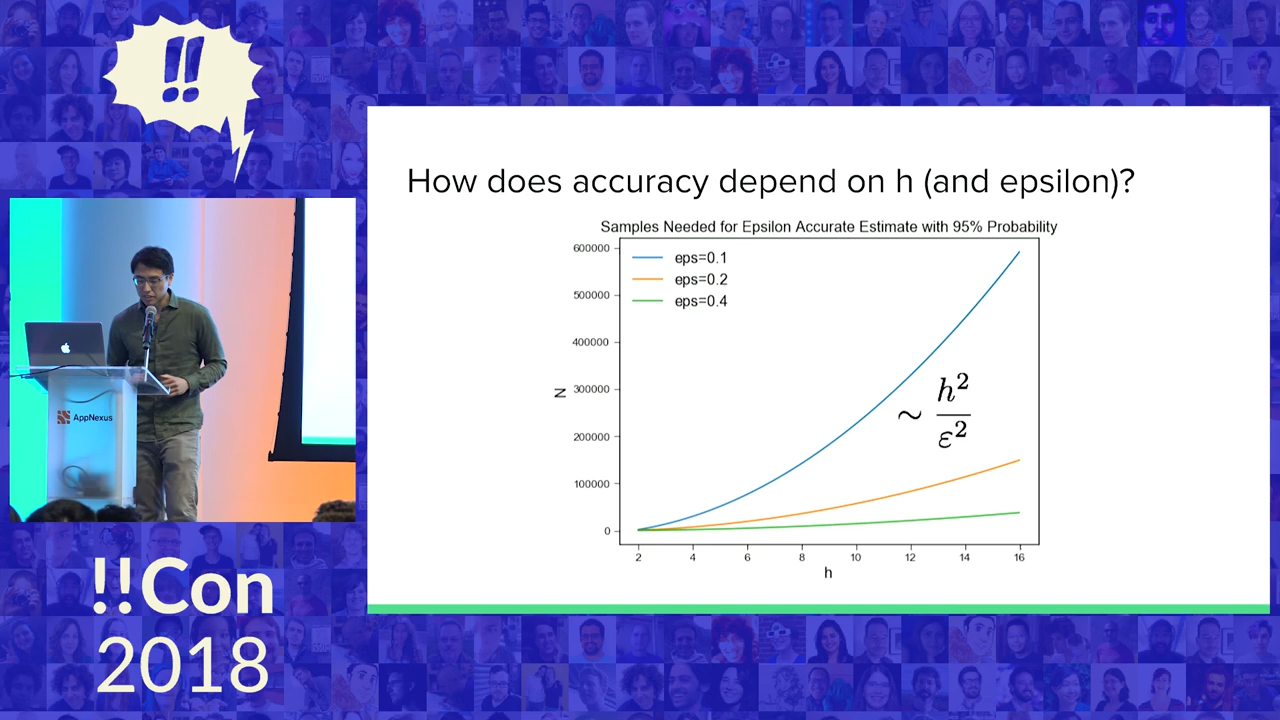 !!
How does accuracy depend on h (and epsilon)?
Samples Needed for Epsilon Accurate Estimate with 95% Probability
eps=0.1
eps=0.2
eps=0.4
600000
500000
400000
300000
200000
100000
0
N
~ h² / ε²
2 4 6 8 10 12 14 16
h
AppNexus
!!Con
2018